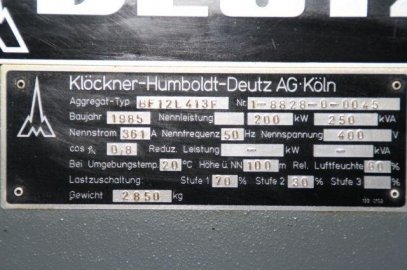 DEUTZ
Klöckner-Humboldt-Deutz AG·Köln
Aggregat-Typ BF12L413F Nr. 1-8828-0-0045
Baujahr 1985 Nennleistung 200 kW 250 kVA
Nennstrom 361 A Nennfrequenz 50 Hz Nennspannung 400 V
cos φ 0,8 Reduz. Leistung – kW – kVA
Bei Umgebungstemp. 20 °C Höhe ü. NN 100 m Rel. Luftfeuchte 60 %
Lastzuschaltung: Stufe 1 70 % Stufe 2 30 % Stufe 3 %
Gewicht 2850 kg